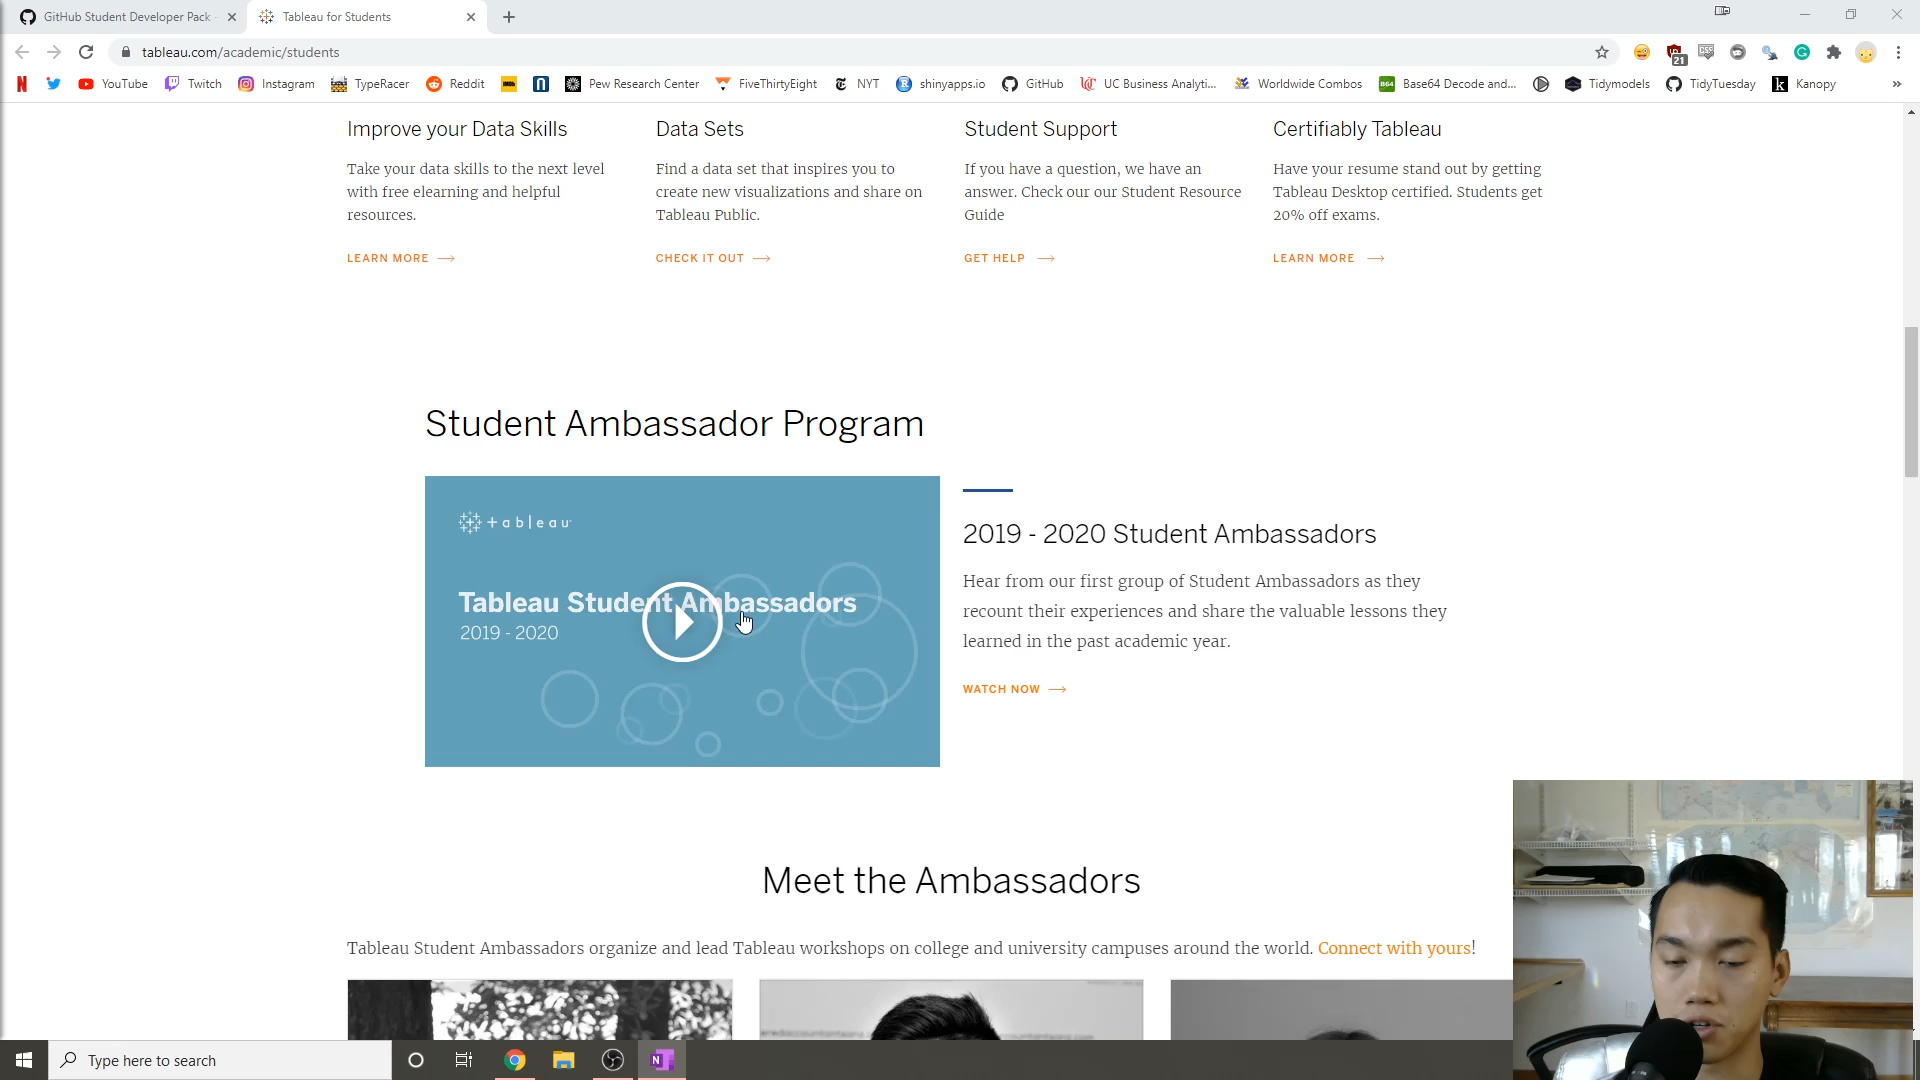 GitHub Student Developer Pack
Tableau for Students
tableau.com/academic/students
21
YouTube
Twitch
Instagram
TypeRacer
Reddit
Pew Research Center
FiveThirtyEight
NYT
shinyapps.io
GitHub
UC Business Analyti...
Worldwide Combos
Base64 Decode and...
Tidymodels
TidyTuesday
Kanopy
»
Improve your Data Skills
Take your data skills to the next level
with free elearning and helpful
resources.
LEARN MORE →
Data Sets
Find a data set that inspires you to
create new visualizations and share on
Tableau Public.
CHECK IT OUT →
Student Support
If you have a question, we have an
answer. Check our our Student Resource
Guide
GET HELP →
Certifiably Tableau
Have your resume stand out by getting
Tableau Desktop certified. Students get
20% off exams.
LEARN MORE →
Student Ambassador Program
+ableau
Tableau Student Ambassadors
2019 - 2020
2019 - 2020 Student Ambassadors
Hear from our first group of Student Ambassadors as they
recount their experiences and share the valuable lessons they
learned in the past academic year.
WATCH NOW →
Meet the Ambassadors
Tableau Student Ambassadors organize and lead Tableau workshops on college and university campuses around the world. Connect with yours!
Type here to search